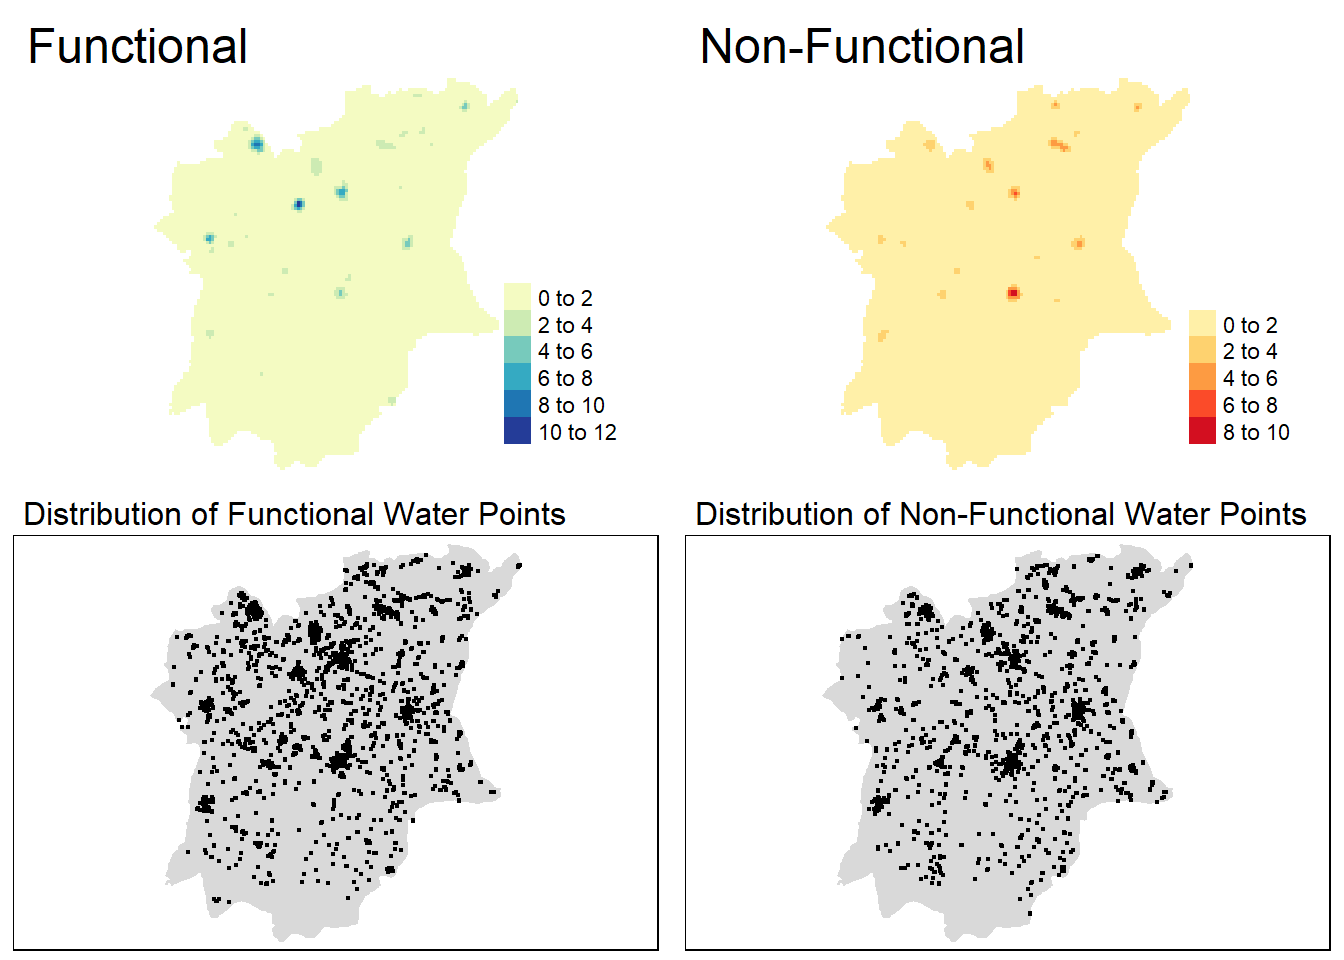 Functional
Non-Functional
0 to 2
2 to 4
4 to 6
6 to 8
8 to 10
10 to 12
0 to 2
2 to 4
4 to 6
6 to 8
8 to 10
Distribution of Functional Water Points
Distribution of Non-Functional Water Points